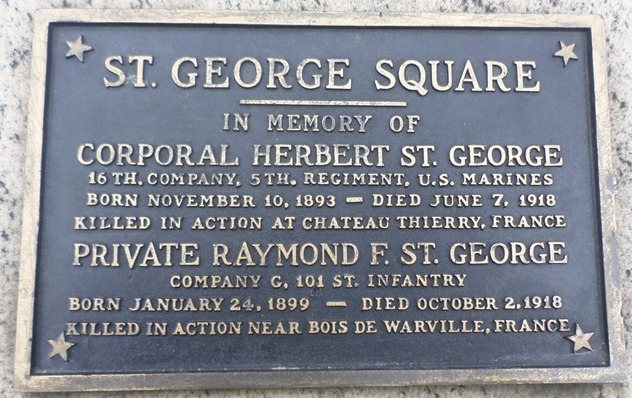 ST. GEORGE SQUARE
IN MEMORY OF
CORPORAL HERBERT ST. GEORGE
16 TH. COMPANY, 5TH. REGIMENT, U.S. MARINES
BORN NOVEMBER 10, 1893 — DIED JUNE 7, 1918
KILLED IN ACTION AT CHATEAU THIERRY, FRANCE
PRIVATE RAYMOND F. ST. GEORGE
COMPANY G, 101 ST. INFANTRY
BORN JANUARY 24, 1899 — DIED OCTOBER 2, 1918
KILLED IN ACTION NEAR BOIS DE WARVILLE, FRANCE